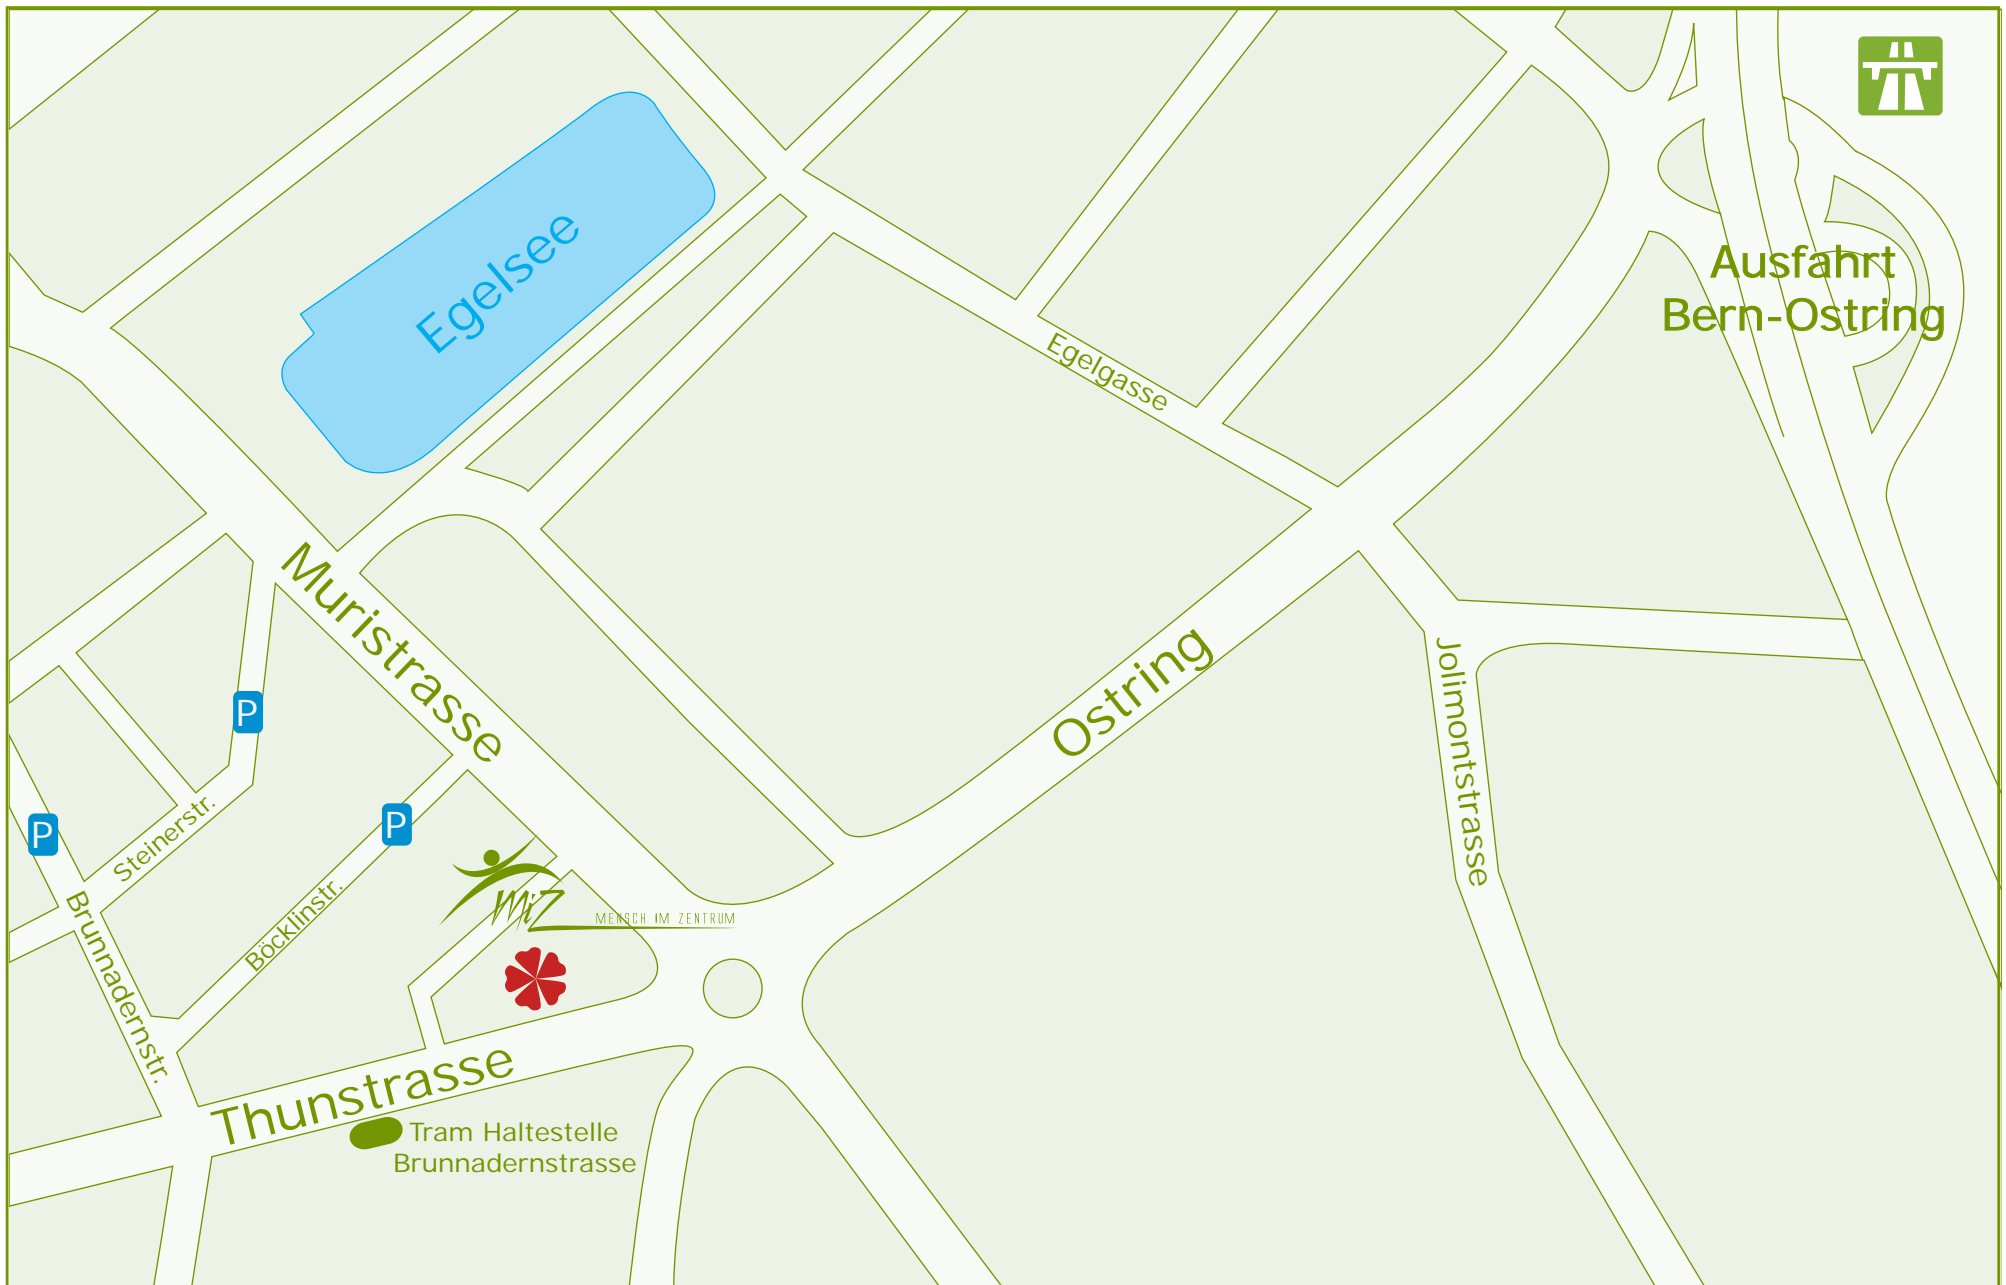 Ausfahrt
Bern-Ostring
Egelsee
Egelgasse
Muristrasse
Ostring
Jolimontstrasse
P
P
P
Steinerstr.
Böcklinstr.
Brunnadernstr.
MiZ
MENSCH IM ZENTRUM
Thunstrasse
Tram Haltestelle
Brunnadernstrasse